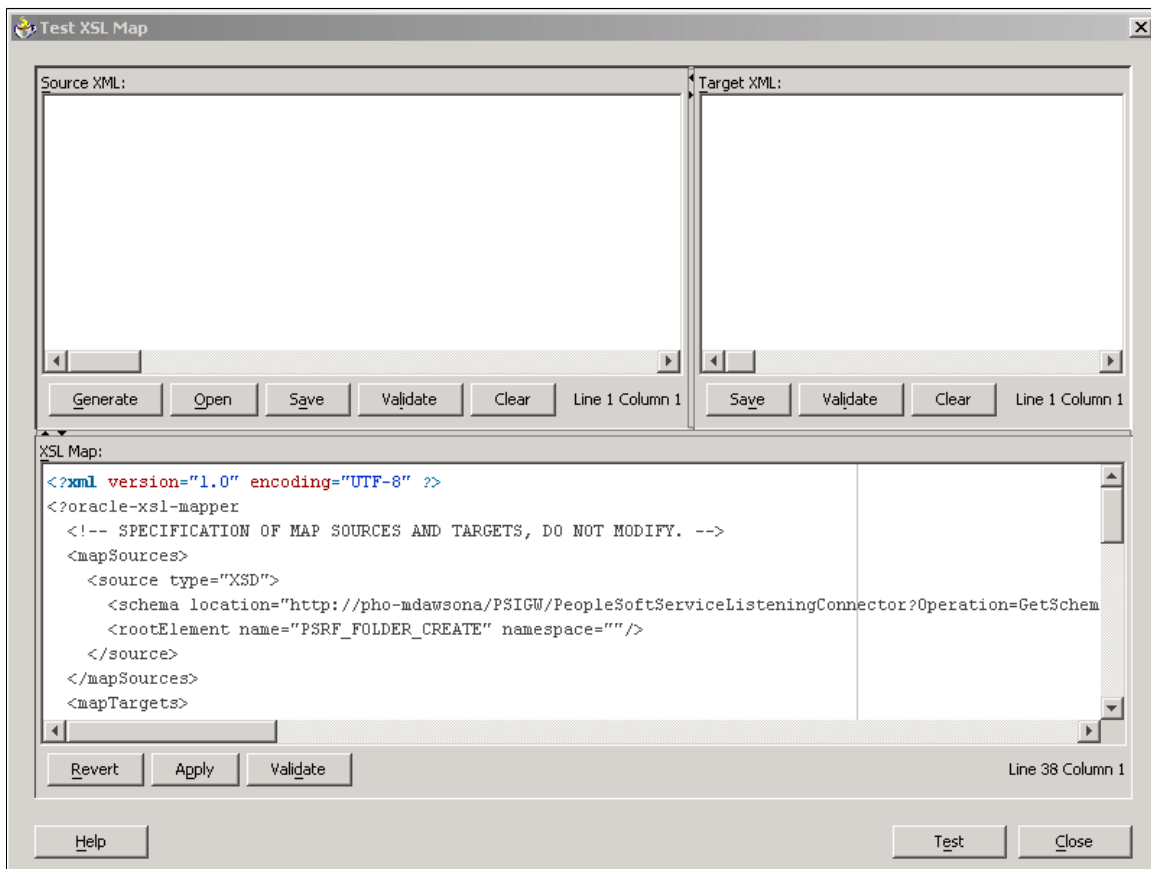 Test XSL Map
Source XML:
Target XML:
Generate Open Save Validate Clear Line 1 Column 1
Save Validate Clear Line 1 Column 1
XSL Map:
<?xml version="1.0" encoding="UTF-8" ?>
<?oracle-xsl-mapper
<!-- SPECIFICATION OF MAP SOURCES AND TARGETS, DO NOT MODIFY. -->
<mapSources>
<source type="XSD">
<schema location="http://pho-mdawsona/PSIGW/PeopleSoftServiceListeningConnector?Operation=GetSchem
<rootElement name="PSRF_FOLDER_CREATE" namespace=""/>
</source>
</mapSources>
<mapTargets>
Revert Apply Validate Line 38 Column 1
Help Test Close